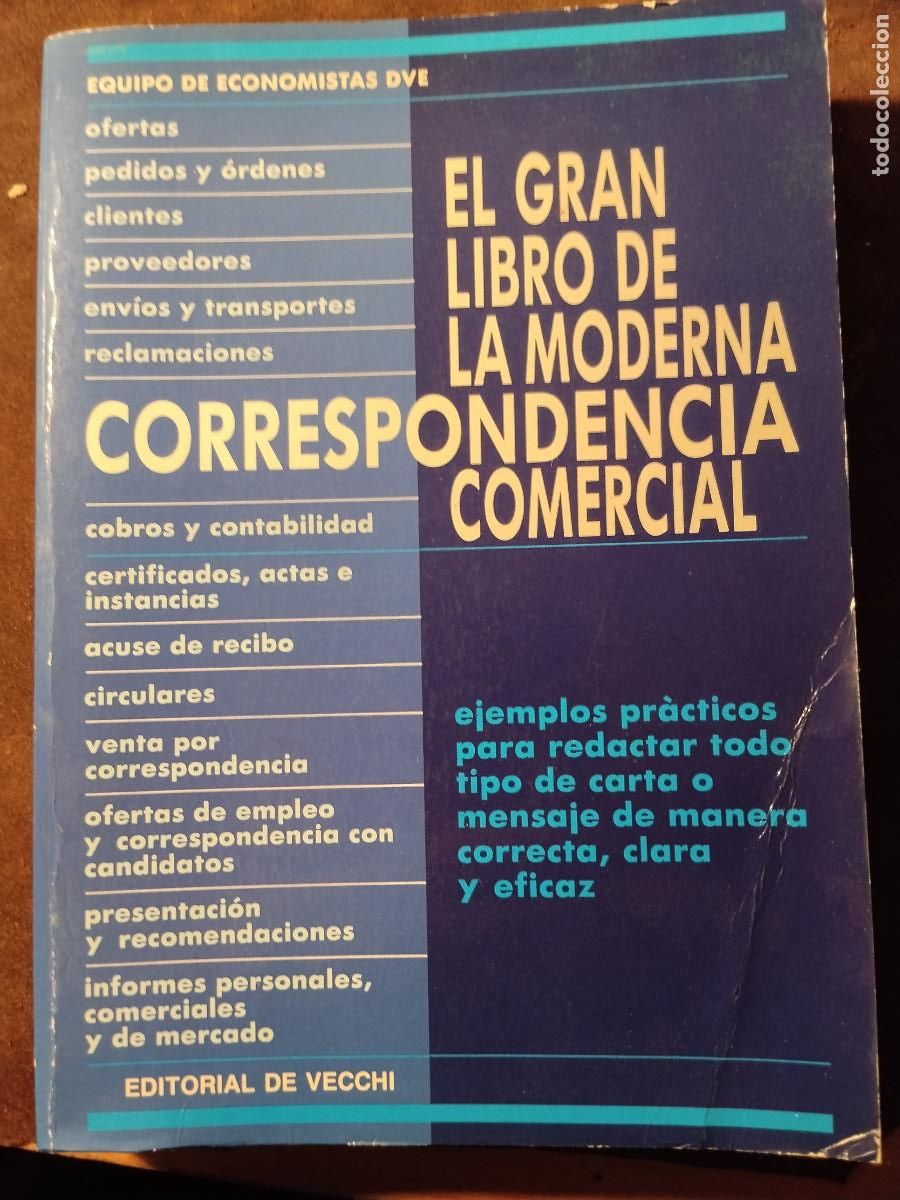 EQUIPO DE ECONOMISTAS DVE
ofertas
pedidos y órdenes
clientes
proveedores
envíos y transportes
reclamaciones
EL GRAN
LIBRO DE
LA MODERNA
CORRESPONDENCIA
COMERCIAL
cobros y contabilidad
certificados, actas e
instancias
acuse de recibo
circulares
venta por
correspondencia
ofertas de empleo
y correspondencia con
candidatos
presentación
y recomendaciones
informes personales,
comerciales
y de mercado
ejemplos pràcticos
para redactar todo
tipo de carta o
mensaje de manera
correcta, clara
y eficaz
EDITORIAL DE VECCHI
todocoleccion